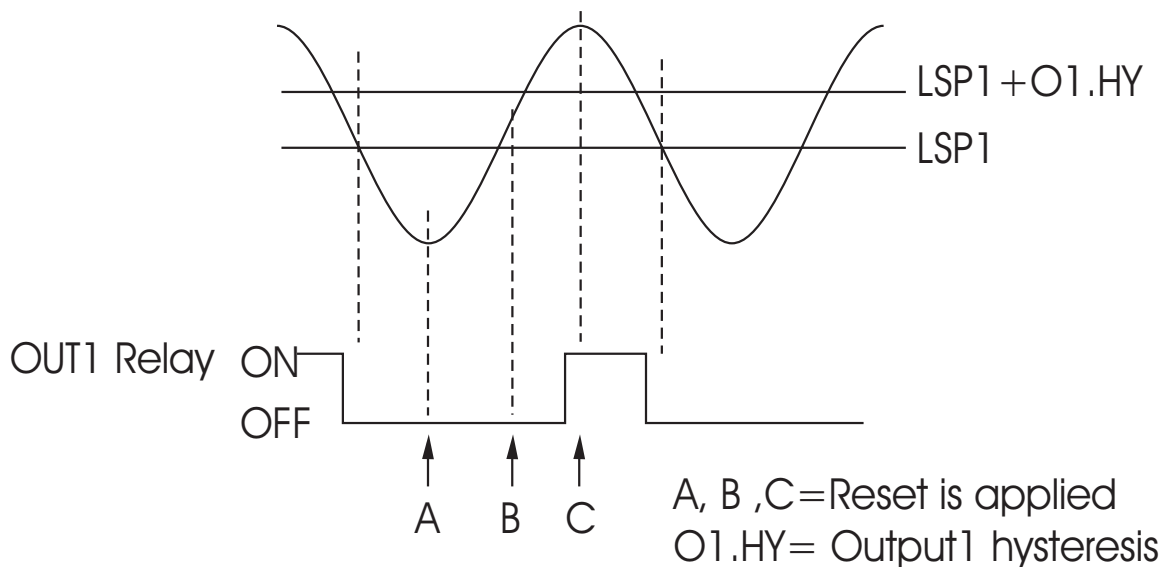 LSP1+O1.HY
LSP1
OUT1 Relay ON
OFF
A B C
A, B ,C=Reset is applied
O1.HY= Output1 hysteresis